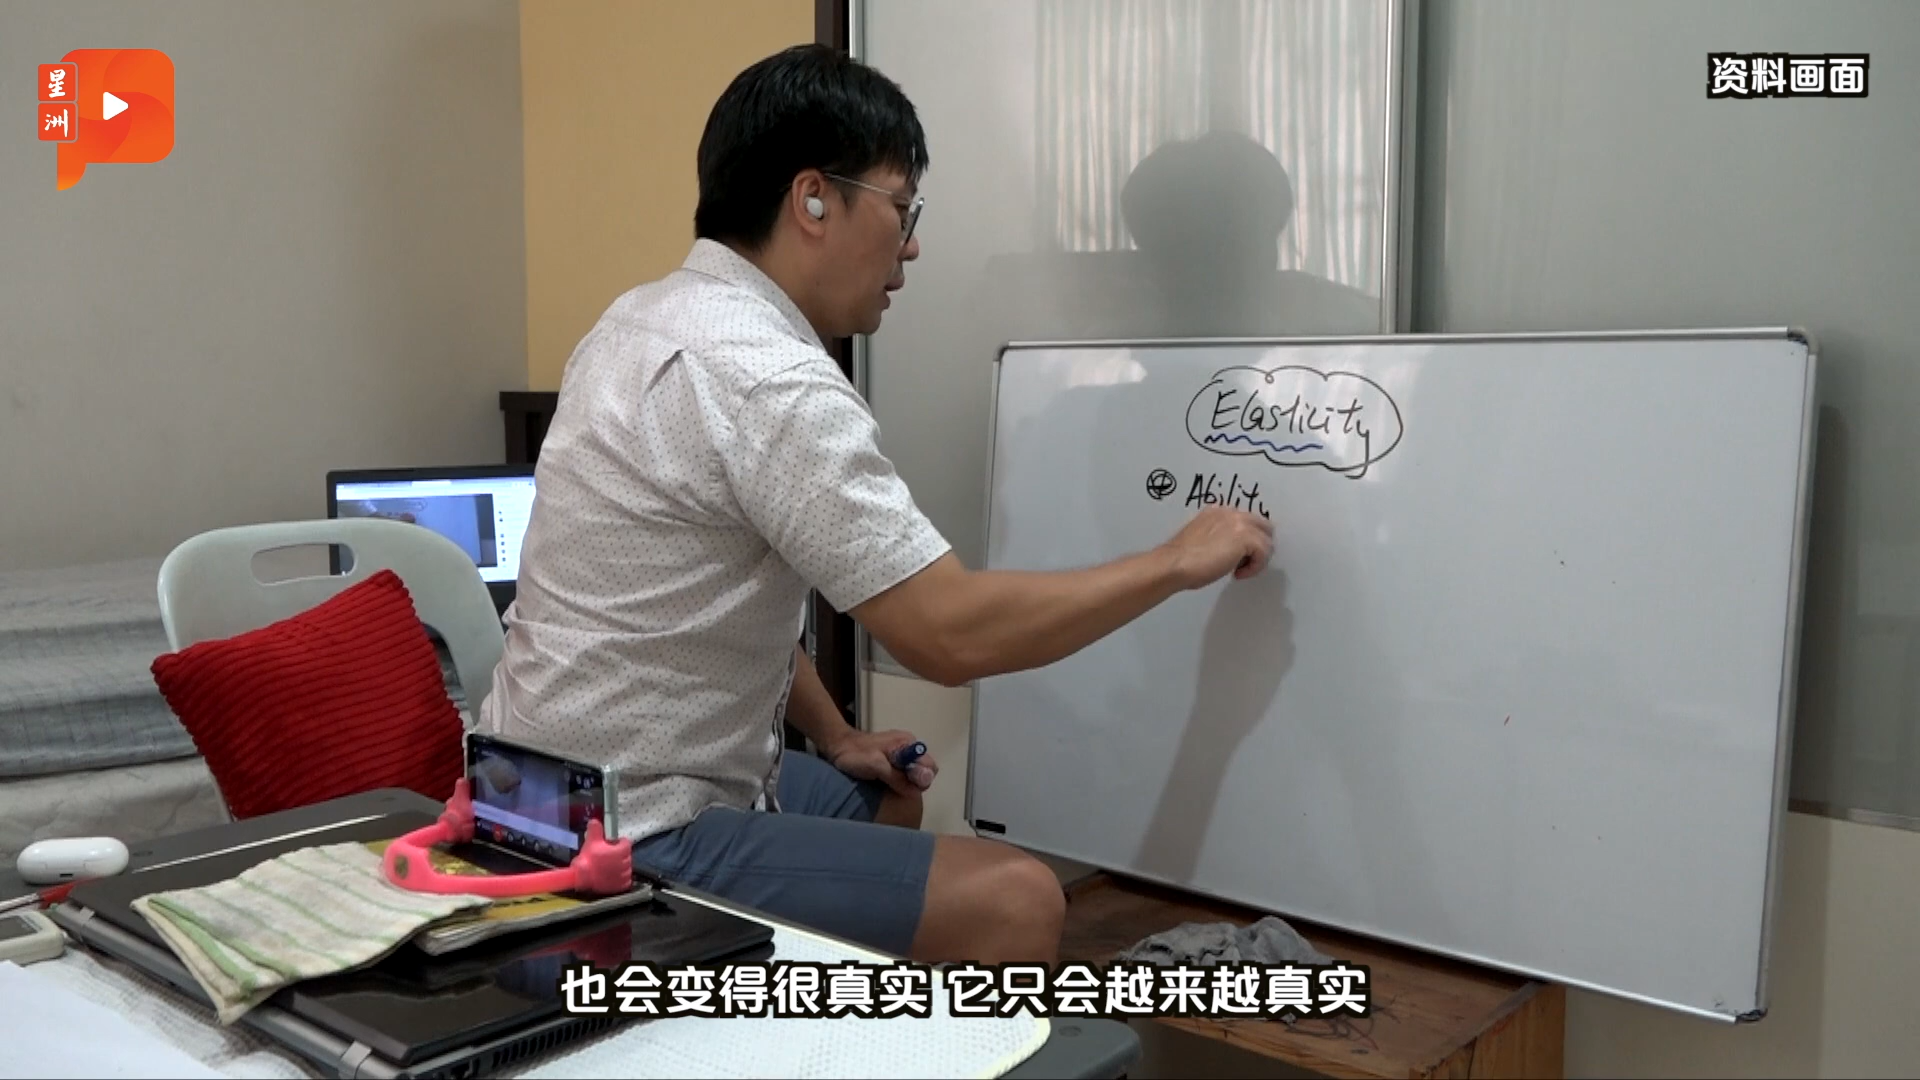 星洲
资料画面
Elasticity
Ability
也会变得很真实 它只会越来越真实